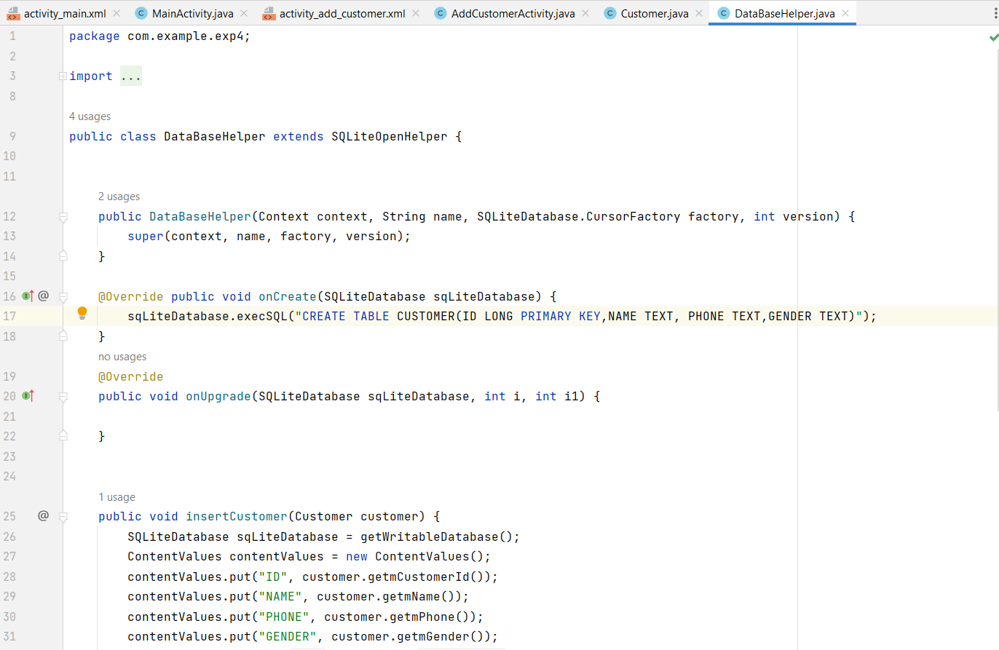 activity_main.xml MainActivity.java activity_add_customer.xml AddCustomerActivity.java Customer.java DataBaseHelper.java
1 package com.example.exp4;
2
3 import ...
8
4 usages
9 public class DataBaseHelper extends SQLiteOpenHelper {
10
11
2 usages
12 public DataBaseHelper(Context context, String name, SQLiteDatabase.CursorFactory factory, int version) {
13 super(context, name, factory, version);
14 }
15
16 @Override public void onCreate(SQLiteDatabase sqLiteDatabase) {
17 sqLiteDatabase.execSQL("CREATE TABLE CUSTOMER(ID LONG PRIMARY KEY,NAME TEXT, PHONE TEXT,GENDER TEXT)");
18 }
no usages
19 @Override
20 public void onUpgrade(SQLiteDatabase sqLiteDatabase, int i, int i1) {
21
22 }
23
24
1 usage
25 public void insertCustomer(Customer customer) {
26 SQLiteDatabase sqLiteDatabase = getWritableDatabase();
27 ContentValues contentValues = new ContentValues();
28 contentValues.put("ID", customer.getmCustomerId());
29 contentValues.put("NAME", customer.getmName());
30 contentValues.put("PHONE", customer.getmPhone());
31 contentValues.put("GENDER", customer.getmGender());